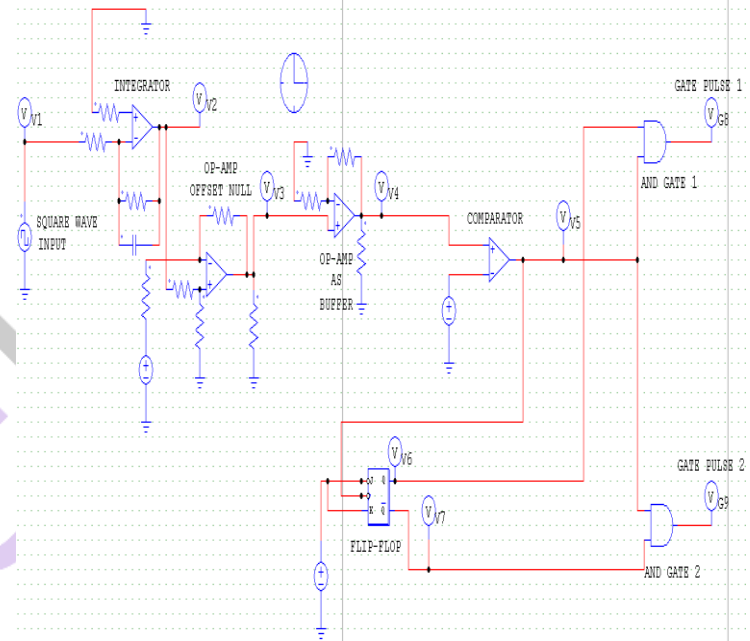 GATE PULSE 1
INTEGRATOR
V V1
V V2
V G8
OP-AMP
OFFSET NULL
AND GATE 1
V V3
V V4
SQUARE WAVE
INPUT
COMPARATOR
V V5
OP-AMP
AS
BUFFER
V V6
GATE PULSE 2
J Q
K Q
V V7
V G9
FLIP-FLOP
AND GATE 2